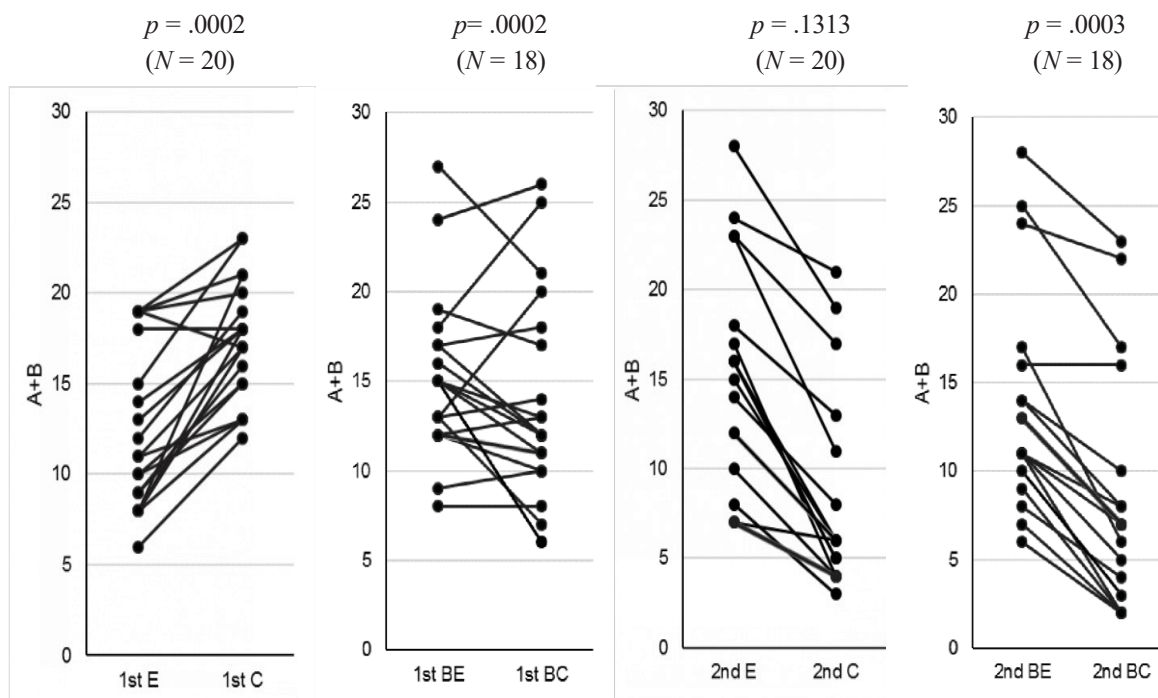 p = .0002
(N = 20)
30
25
20
15
10
5
0
A+B
1st E 1st C
p= .0002
(N = 18)
30
25
20
15
10
5
0
A+B
1st BE 1st BC
p = .1313
(N = 20)
30
25
20
15
10
5
0
A+B
2nd E 2nd C
p = .0003
(N = 18)
30
25
20
15
10
5
0
A+B
2nd BE 2nd BC